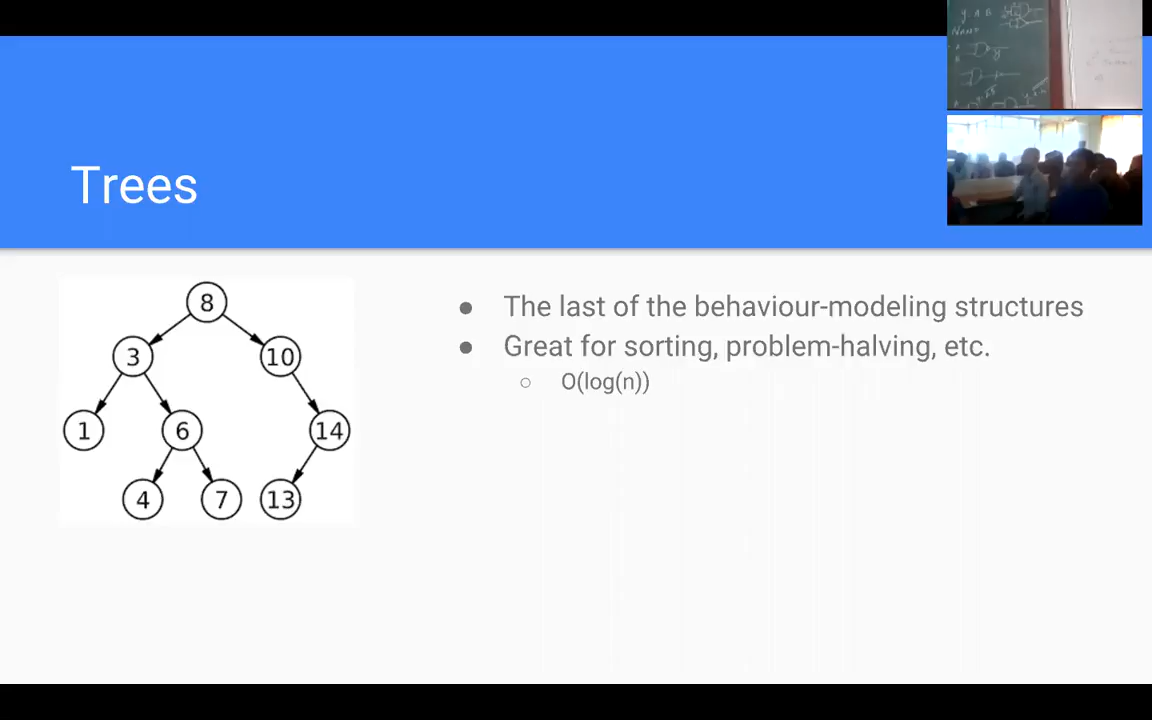 Trees
8
3
10
1
6
14
4
7
13
● The last of the behaviour-modeling structures
● Great for sorting, problem-halving, etc.
○ O(log(n))